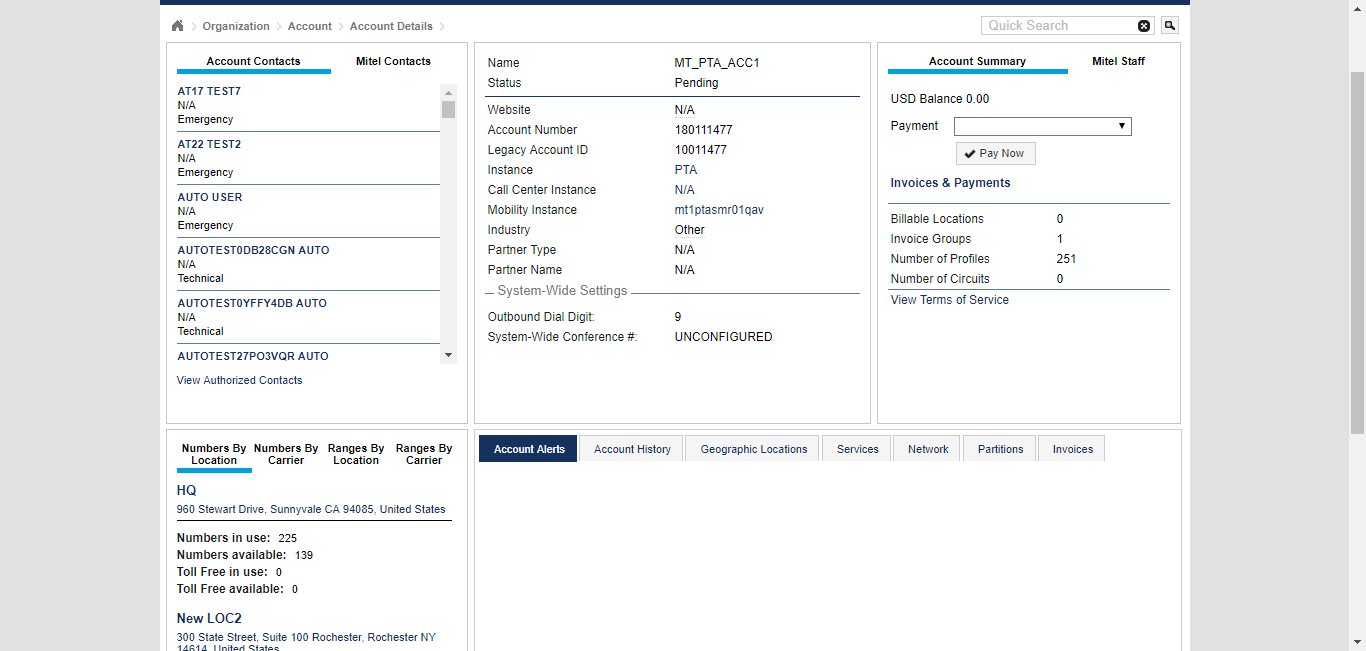 Organization Account Account Details
Quick Search
Account Contacts Mitel Contacts
AT17 TEST7
N/A
Emergency
AT22 TEST2
N/A
Emergency
AUTO USER
N/A
Emergency
AUTOTEST0DB28CGN AUTO
N/A
Technical
AUTOTEST0YFFY4DB AUTO
N/A
Technical
AUTOTEST27PO3VQR AUTO
View Authorized Contacts
Name MT_PTA_ACC1
Status Pending
Website N/A
Account Number 180111477
Legacy Account ID 10011477
Instance PTA
Call Center Instance N/A
Mobility Instance mt1ptasmr01qav
Industry Other
Partner Type N/A
Partner Name N/A
System-Wide Settings
Outbound Dial Digit: 9
System-Wide Conference #: UNCONFIGURED
Account Summary Mitel Staff
USD Balance 0.00
Payment
Pay Now
Invoices & Payments
Billable Locations 0
Invoice Groups 1
Number of Profiles 251
Number of Circuits 0
View Terms of Service
Numbers By Location Numbers By Carrier Ranges By Location Ranges By Carrier
HQ
960 Stewart Drive, Sunnyvale CA 94085, United States
Numbers in use: 225
Numbers available: 139
Toll Free in use: 0
Toll Free available: 0
New LOC2
300 State Street, Suite 100 Rochester, Rochester NY
14614, United States
Account Alerts Account History Geographic Locations Services Network Partitions Invoices